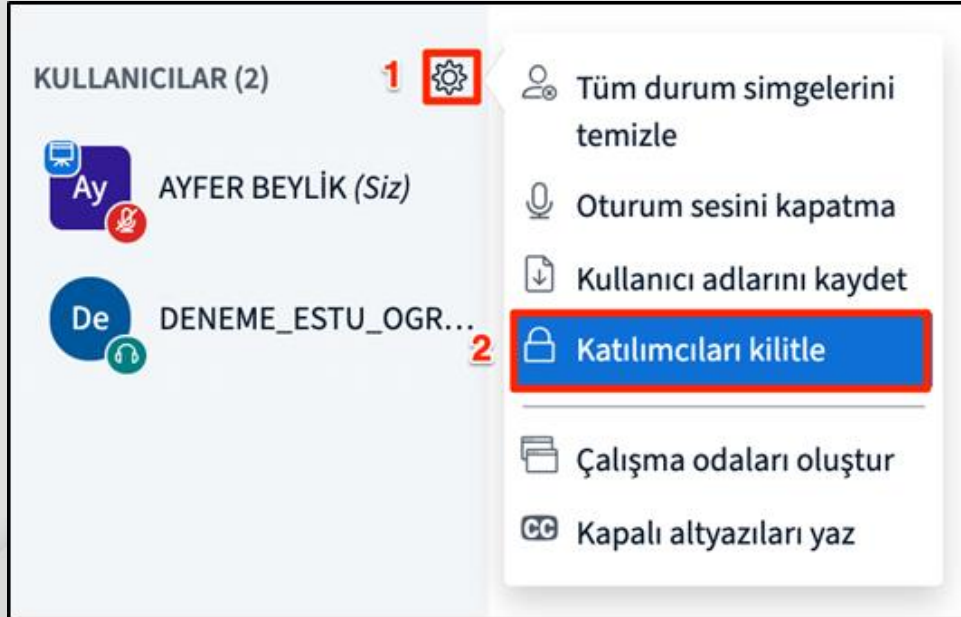 KULLANICILAR (2)
1
Ay
AYFER BEYLİK (Siz)
De
DENEME_ESTU_OGR...
Tüm durum simgelerini
temizle
Oturum sesini kapatma
Kullanıcı adlarını kaydet
2
Katılımcıları kilitle
Çalışma odaları oluştur
CC
Kapalı altyazıları yaz